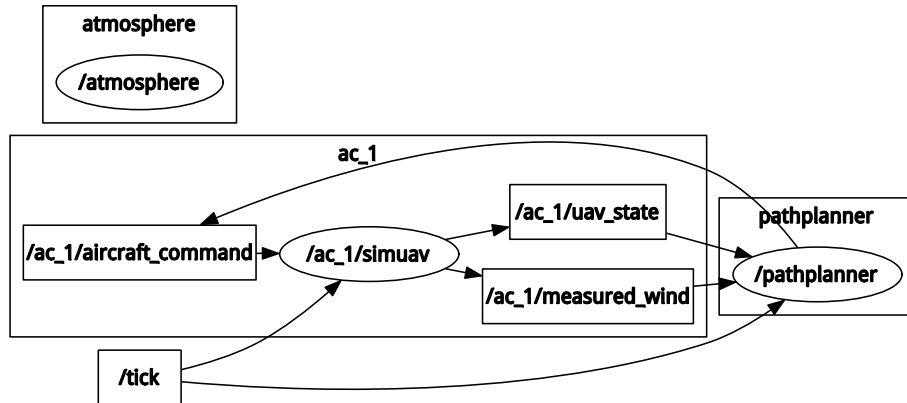 atmosphere
/atmosphere
ac_1
/ac_1/uav_state
pathplanner
/ac_1/aircraft_command
/ac_1/simuav
/pathplanner
/ac_1/measured_wind
/tick